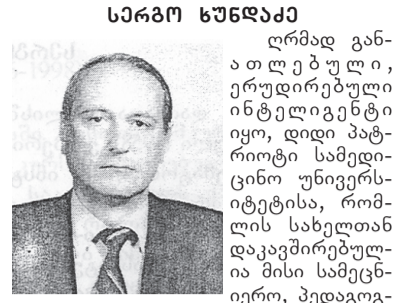 სერგო ხუნდაძე
ღრმად გან-
ათლებული,
ერუდირებული
ინტელიგენტი
იყო, დიდი პატ-
რიოტი სამედი-
ცინო უნივერს-
იტეტისა, რომ-
ლის სახელთან
დაკავშირებულ-
ია მისი სამეცნ-
იერო, პედაგოგ-